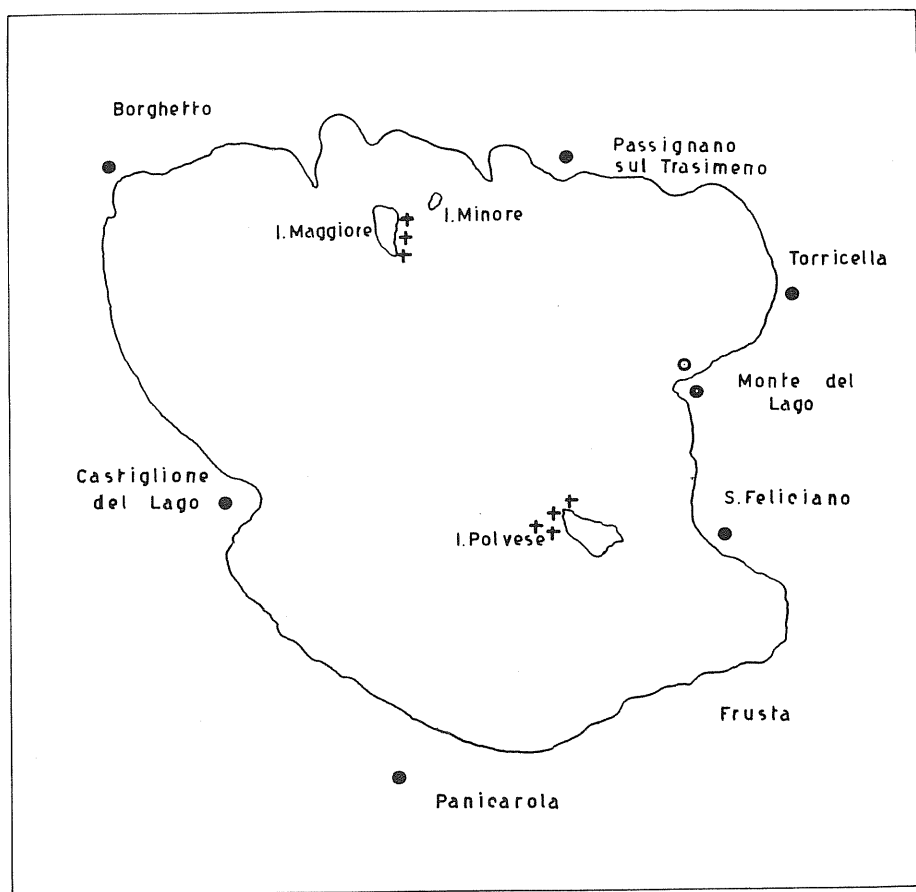 Borghetto
Passignano
sul Trasimeno
I.Minore
I.Maggiore
Torricella
Monte del
Lago
Castiglione
del Lago
S.Feliciano
I.Polvese
Frusta
Panicarola